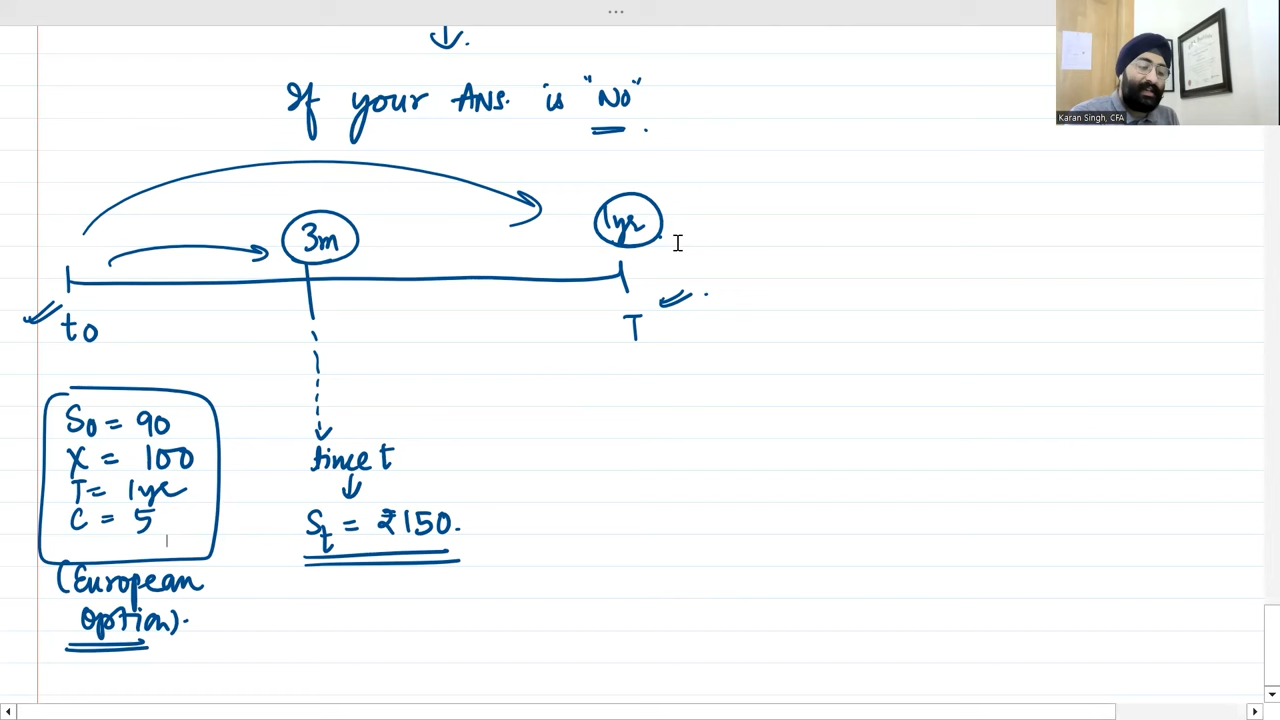 If your Ans. is "No".
3m
1yr
t0
T
S0 = 90
X = 100
T = 1yr
C = 5
(European
option).
time t
St = ₹150.
Karan Singh, CFA